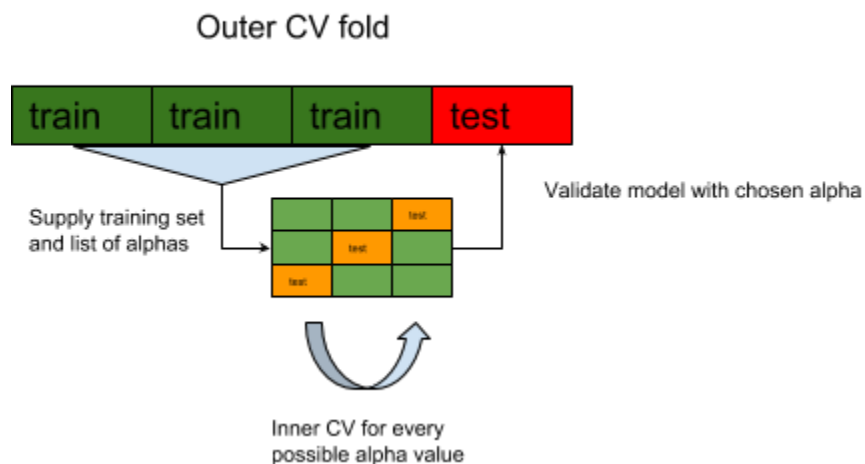 Outer CV fold
train train train test
Validate model with chosen alpha
Supply training set
and list of alphas
test
test
test
Inner CV for every
possible alpha value